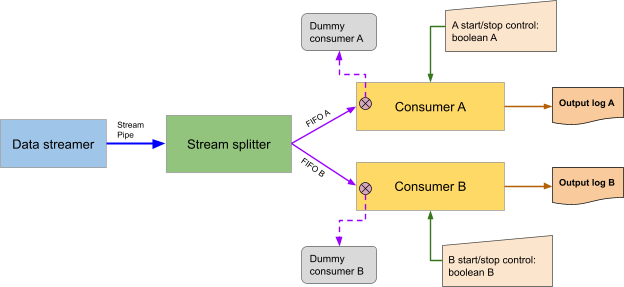 Dummy
consumer A
A start/stop control:
boolean A
Stream
Pipe
FIFO A
Consumer A
Output log A
Data streamer
Stream splitter
FIFO B
Consumer B
Output log B
Dummy
consumer B
B start/stop control:
boolean B